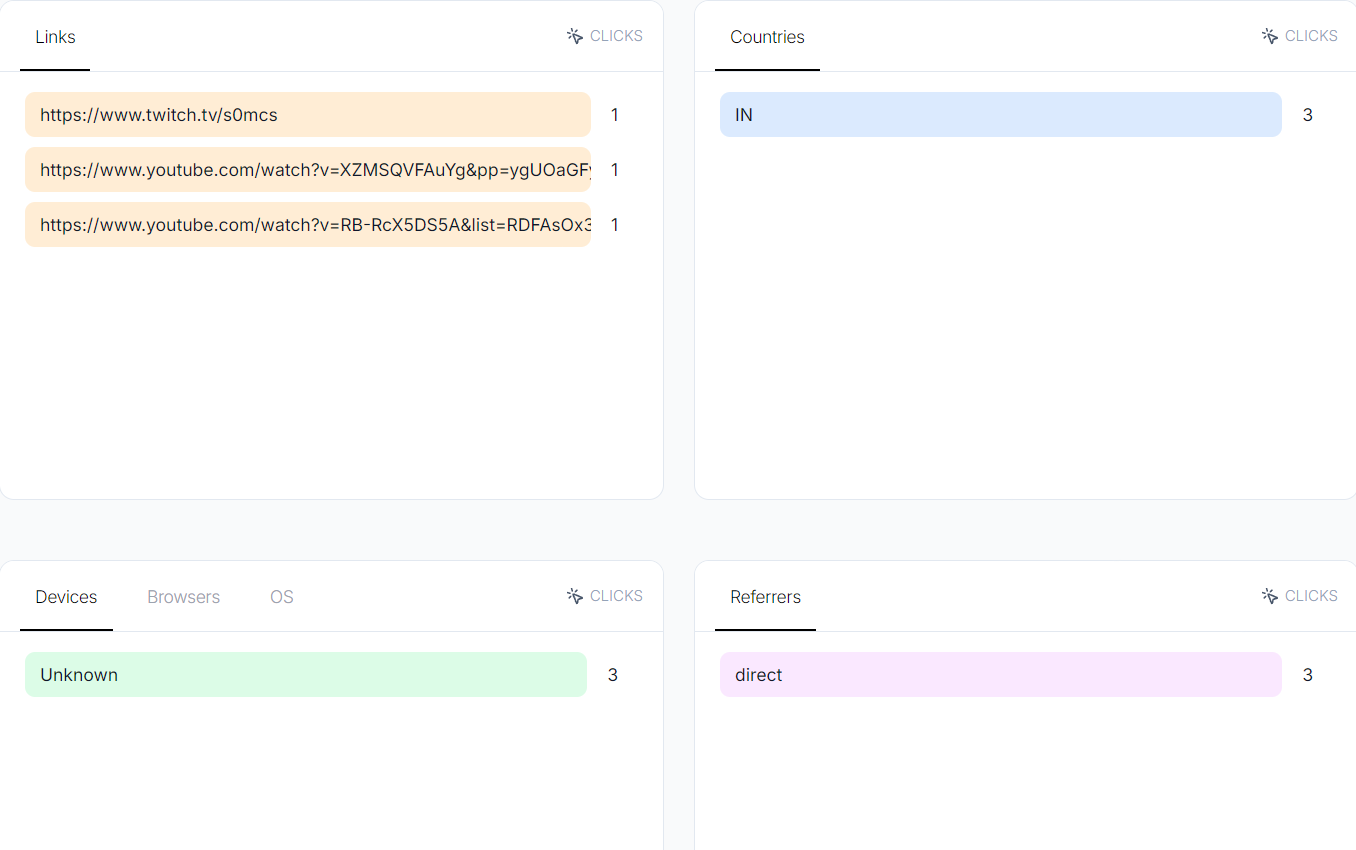 Links CLICKS
https://www.twitch.tv/s0mcs 1
https://www.youtube.com/watch?v=XZMSQVFAuYg&pp=ygUOaGFy 1
https://www.youtube.com/watch?v=RB-RcX5DS5A&list=RDFAsOx3 1
Countries CLICKS
IN 3
Devices Browsers OS CLICKS
Unknown 3
Referrers CLICKS
direct 3